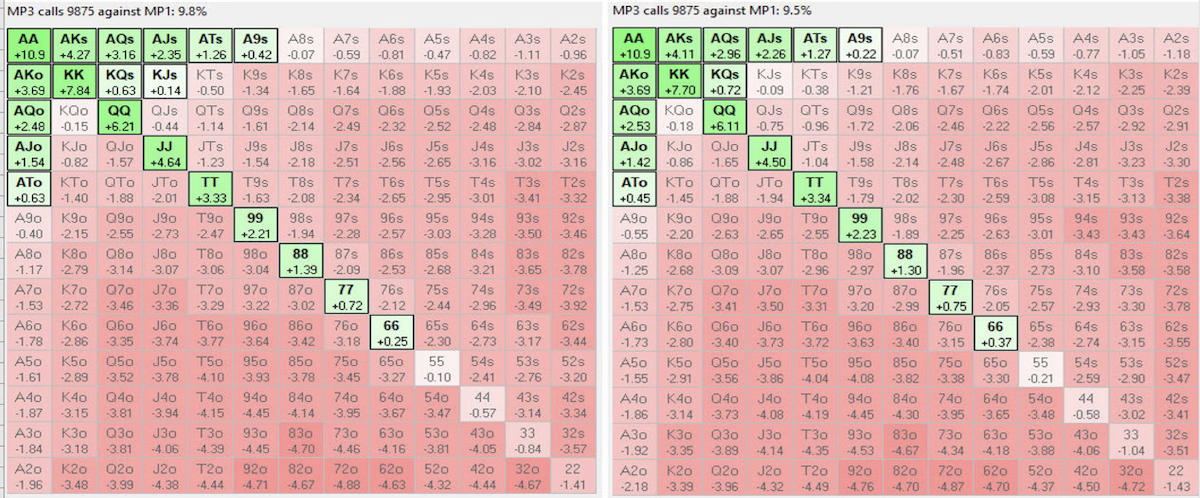 MP3 calls 9875 against MP1: 9.8%
AA AKs AQs AJs ATs A9s A8s A7s A6s A5s A4s A3s A2s
+10.9 +4.27 +3.16 +2.35 +1.26 +0.42 -0.07 -0.59 -0.81 -0.47 -0.82 -1.11 -0.96
AKo KK KQs KJs KTs K9s K8s K7s K6s K5s K4s K3s K2s
+3.69 +7.84 +0.63 +0.14 -0.50 -1.34 -1.65 -1.64 -1.88 -1.93 -2.03 -2.10 -2.45
AQo KQo QQ QJs QTs Q9s Q8s Q7s Q6s Q5s Q4s Q3s Q2s
+2.48 -0.15 +6.21 -0.44 -1.14 -1.61 -2.14 -2.49 -2.32 -2.52 -2.48 -2.84 -2.87
AJo KJo QJo JJ JTs J9s J8s J7s J6s J5s J4s J3s J2s
+1.54 -0.82 -1.57 +4.64 -1.23 -1.54 -2.18 -2.51 -2.56 -2.65 -3.16 -3.02 -3.16
ATo KTo QTo JTo TT T9s T8s T7s T6s T5s T4s T3s T2s
+0.63 -1.40 -1.88 -2.01 +3.33 -1.63 -2.08 -2.34 -2.65 -2.95 -3.01 -3.41 -3.32
A9o K9o Q9o J9o T9o 99 98s 97s 96s 95s 94s 93s 92s
-0.40 -2.15 -2.55 -2.73 -2.47 +2.21 -1.94 -2.28 -2.57 -3.03 -3.28 -3.50 -3.46
A8o K8o Q8o J8o T8o 98o 88 87s 86s 85s 84s 83s 82s
-1.17 -2.79 -3.14 -3.07 -3.06 -3.04 +1.39 -2.09 -2.53 -2.68 -3.21 -3.65 -3.78
A7o K7o Q7o J7o T7o 97o 87o 77 76s 75s 74s 73s 72s
-1.53 -2.72 -3.46 -3.36 -3.29 -3.22 -3.02 +0.72 -2.12 -2.44 -2.96 -3.49 -3.92
A6o K6o Q6o J6o T6o 96o 86o 76o 66 65s 64s 63s 62s
-1.78 -2.86 -3.35 -3.74 -3.77 -3.64 -3.42 -3.18 +0.25 -2.30 -2.73 -3.17 -3.44
A5o K5o Q5o J5o T5o 95o 85o 75o 65o 55 54s 53s 52s
-1.61 -2.89 -3.52 -3.78 -4.10 -3.93 -3.78 -3.45 -3.27 -0.10 -2.41 -2.76 -3.20
A4o K4o Q4o J4o T4o 94o 84o 74o 64o 54o 44 43s 42s
-1.87 -3.15 -3.81 -3.94 -4.15 -4.45 -4.14 -3.95 -3.67 -3.47 -0.57 -3.14 -3.34
A3o K3o Q3o J3o T3o 93o 83o 73o 63o 53o 43o 33 32s
-1.84 -3.18 -3.81 -4.06 -4.39 -4.45 -4.70 -4.46 -4.16 -3.81 -4.05 -0.84 -3.57
A2o K2o Q2o J2o T2o 92o 82o 72o 62o 52o 42o 32o 22
-1.96 -3.48 -3.99 -4.38 -4.44 -4.71 -4.67 -4.88 -4.63 -4.32 -4.44 -4.67 -1.41
MP3 calls 9875 against MP1: 9.5%
AA AKs AQs AJs ATs A9s A8s A7s A6s A5s A4s A3s A2s
+10.9 +4.11 +2.96 +2.26 +1.27 +0.22 -0.07 -0.51 -0.83 -0.59 -0.77 -1.05 -1.18
AKo KK KQs KJs KTs K9s K8s K7s K6s K5s K4s K3s K2s
+3.69 +7.70 +0.72 -0.09 -0.38 -1.21 -1.76 -1.67 -1.74 -2.01 -2.12 -2.25 -2.39
AQo KQo QQ QJs QTs Q9s Q8s Q7s Q6s Q5s Q4s Q3s Q2s
+2.53 -0.18 +6.11 -0.75 -0.96 -1.72 -2.06 -2.46 -2.22 -2.56 -2.57 -2.92 -2.91
AJo KJo QJo JJ JTs J9s J8s J7s J6s J5s J4s J3s J2s
+1.42 -0.86 -1.65 +4.50 -1.04 -1.58 -2.14 -2.48 -2.67 -2.86 -2.81 -3.23 -3.30
ATo KTo QTo JTo TT T9s T8s T7s T6s T5s T4s T3s T2s
+0.45 -1.45 -1.88 -1.94 +3.34 -1.79 -2.02 -2.30 -2.59 -3.08 -3.15 -3.13 -3.38
A9o K9o Q9o J9o T9o 99 98s 97s 96s 95s 94s 93s 92s
-0.55 -2.20 -2.63 -2.65 -2.55 +2.23 -1.89 -2.25 -2.63 -3.01 -3.43 -3.43 -3.64
A8o K8o Q8o J8o T8o 98o 88 87s 86s 85s 84s 83s 82s
-1.25 -2.68 -3.09 -3.07 -2.96 -2.97 +1.30 -1.96 -2.37 -2.73 -3.10 -3.58 -3.58
A7o K7o Q7o J7o T7o 97o 87o 77 76s 75s 74s 73s 72s
-1.53 -2.75 -3.41 -3.50 -3.31 -3.20 -2.99 +0.75 -2.05 -2.57 -2.93 -3.30 -3.78
A6o K6o Q6o J6o T6o 96o 86o 76o 66 65s 64s 63s 62s
-1.73 -2.80 -3.40 -3.73 -3.72 -3.63 -3.40 -3.15 +0.37 -2.38 -2.74 -3.15 -3.55
A5o K5o Q5o J5o T5o 95o 85o 75o 65o 55 54s 53s 52s
-1.55 -2.91 -3.56 -3.86 -4.04 -4.08 -3.82 -3.38 -3.30 -0.21 -2.59 -2.90 -3.47
A4o K4o Q4o J4o T4o 94o 84o 74o 64o 54o 44 43s 42s
-1.86 -3.14 -3.73 -4.08 -4.19 -4.45 -4.30 -3.95 -3.65 -3.48 -0.58 -3.02 -3.41
A3o K3o Q3o J3o T3o 93o 83o 73o 63o 53o 43o 33 32s
-1.92 -3.35 -3.89 -4.14 -4.35 -4.53 -4.67 -4.34 -4.18 -3.88 -4.06 -1.04 -3.51
A2o K2o Q2o J2o T2o 92o 82o 72o 62o 52o 42o 32o 22
-2.18 -3.39 -3.96 -4.32 -4.49 -4.76 -4.70 -4.87 -4.70 -4.37 -4.50 -4.72 -1.43